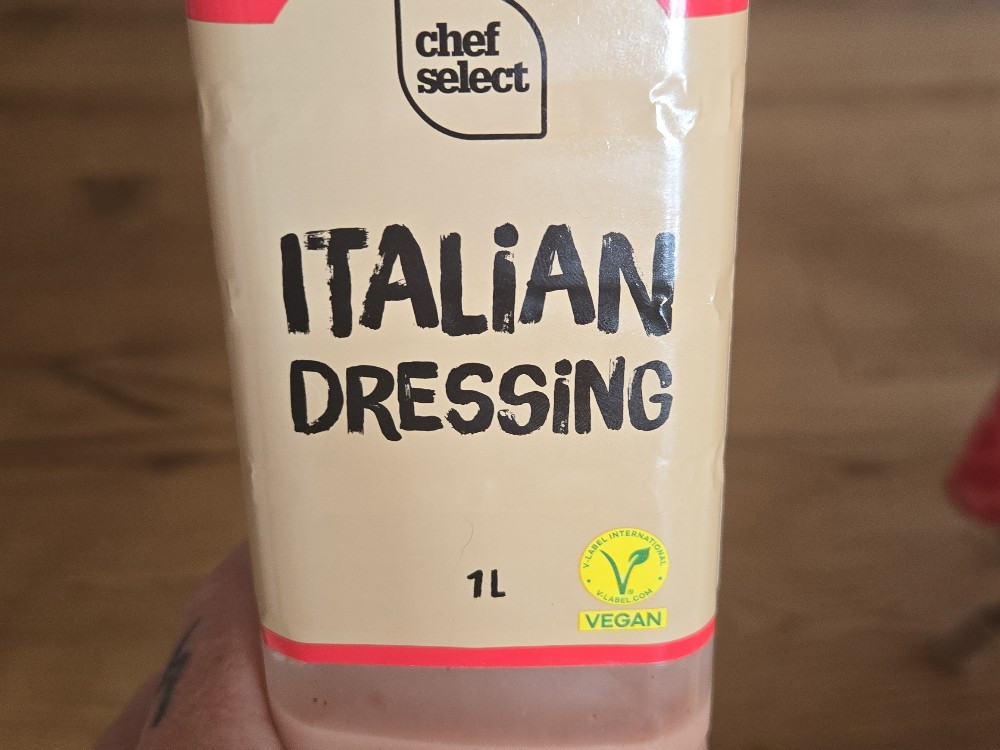 chef
select
ITALiAN
DRESSiNG
1L
V-LABEL INTERNATIONAL
V-LABEL.COM
VEGAN